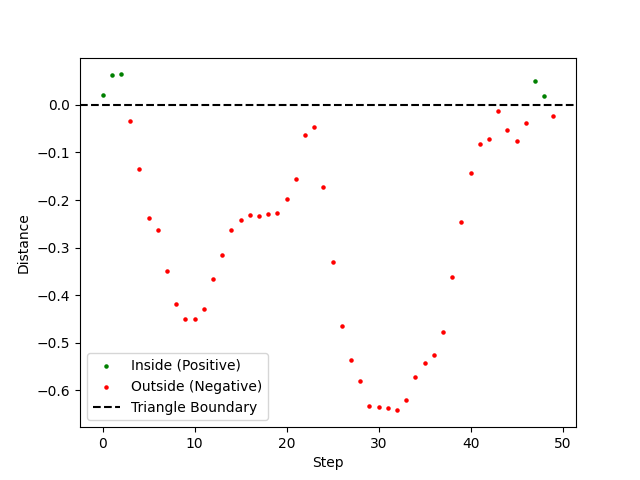 0.0
−0.1
−0.2
−0.3
−0.4
−0.5
−0.6
Distance
Inside (Positive)
Outside (Negative)
Triangle Boundary
0 10 20 30 40 50
Step